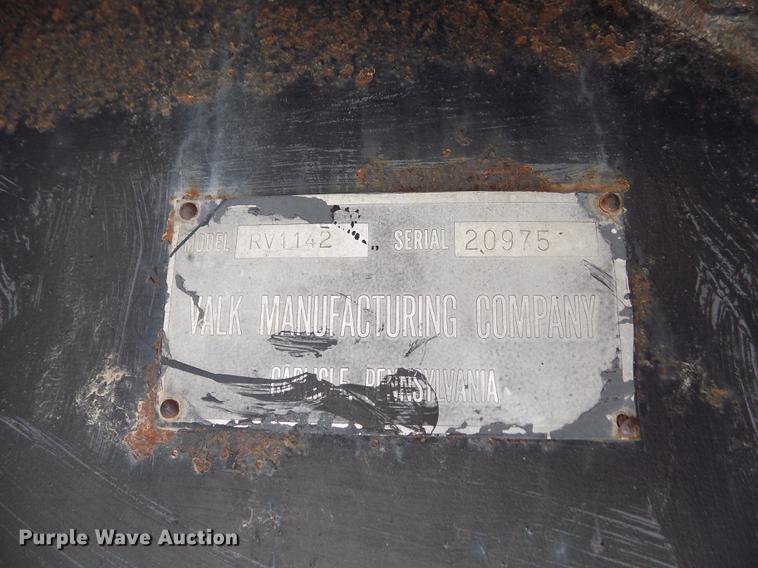 MODEL RV1142 SERIAL 20975
VALK MANUFACTURING COMPANY
CARLISLE, PENNSYLVANIA
Purple Wave Auction